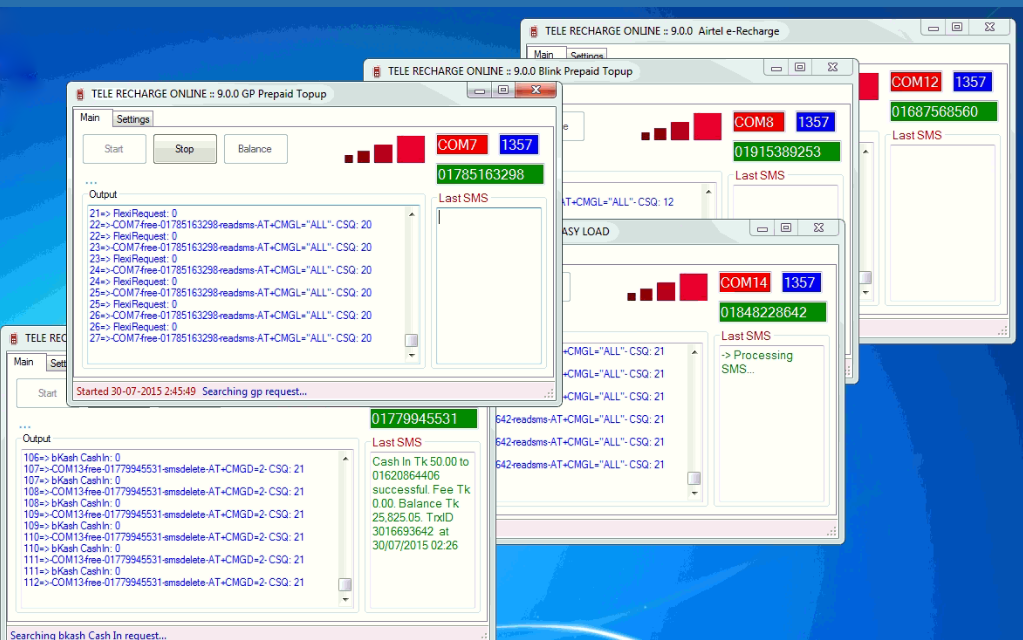 TELE RECHARGE ONLINE :: 9.0.0 Airtel e-Recharge
Main Settings
COM12 1357
01687568560
Last SMS
TELE RECHARGE ONLINE :: 9.0.0 Blink Prepaid Topup
COM8 1357
01915389253
Last SMS
AT+CMGL="ALL"- CSQ: 12
TELE RECHARGE ONLINE :: 9.0.0 GP Prepaid Topup
Main Settings
Start Stop Balance
COM7 1357
01785163298
...
Output
Last SMS
21=> FlexiRequest: 0
22=>-COM7-free-01785163298-readsms-AT+CMGL="ALL"- CSQ: 20
22=> FlexiRequest: 0
23=>-COM7-free-01785163298-readsms-AT+CMGL="ALL"- CSQ: 20
23=> FlexiRequest: 0
24=>-COM7-free-01785163298-readsms-AT+CMGL="ALL"- CSQ: 20
24=> FlexiRequest: 0
25=>-COM7-free-01785163298-readsms-AT+CMGL="ALL"- CSQ: 20
25=> FlexiRequest: 0
26=>-COM7-free-01785163298-readsms-AT+CMGL="ALL"- CSQ: 20
26=> FlexiRequest: 0
27=>-COM7-free-01785163298-readsms-AT+CMGL="ALL"- CSQ: 20
Started 30-07-2015 2:45:49 Searching gp request...
ASY LOAD
COM14 1357
01848228642
Last SMS
-> Processing
SMS...
+CMGL="ALL"- CSQ: 21
+CMGL="ALL"- CSQ: 21
+CMGL="ALL"- CSQ: 21
642-readsms-AT+CMGL="ALL"- CSQ: 21
642-readsms-AT+CMGL="ALL"- CSQ: 21
642-readsms-AT+CMGL="ALL"- CSQ: 21
TELE REC
Main Sett
Start
01779945531
...
Output
Last SMS
106=> bKash CashIn: 0
107=>-COM13-free-01779945531-smsdelete-AT+CMGD=2- CSQ: 21
107=> bKash CashIn: 0
108=>-COM13-free-01779945531-smsdelete-AT+CMGD=2- CSQ: 21
108=> bKash CashIn: 0
109=>-COM13-free-01779945531-smsdelete-AT+CMGD=2- CSQ: 21
109=> bKash CashIn: 0
110=>-COM13-free-01779945531-smsdelete-AT+CMGD=2- CSQ: 21
110=> bKash CashIn: 0
111=>-COM13-free-01779945531-smsdelete-AT+CMGD=2- CSQ: 21
111=> bKash CashIn: 0
112=>-COM13-free-01779945531-smsdelete-AT+CMGD=2- CSQ: 21
Cash In Tk 50.00 to
01620864406
successful. Fee Tk
0.00. Balance Tk
25,825.05. TrxID
3016693642 at
30/07/2015 02:26
Searching bkash Cash In request...